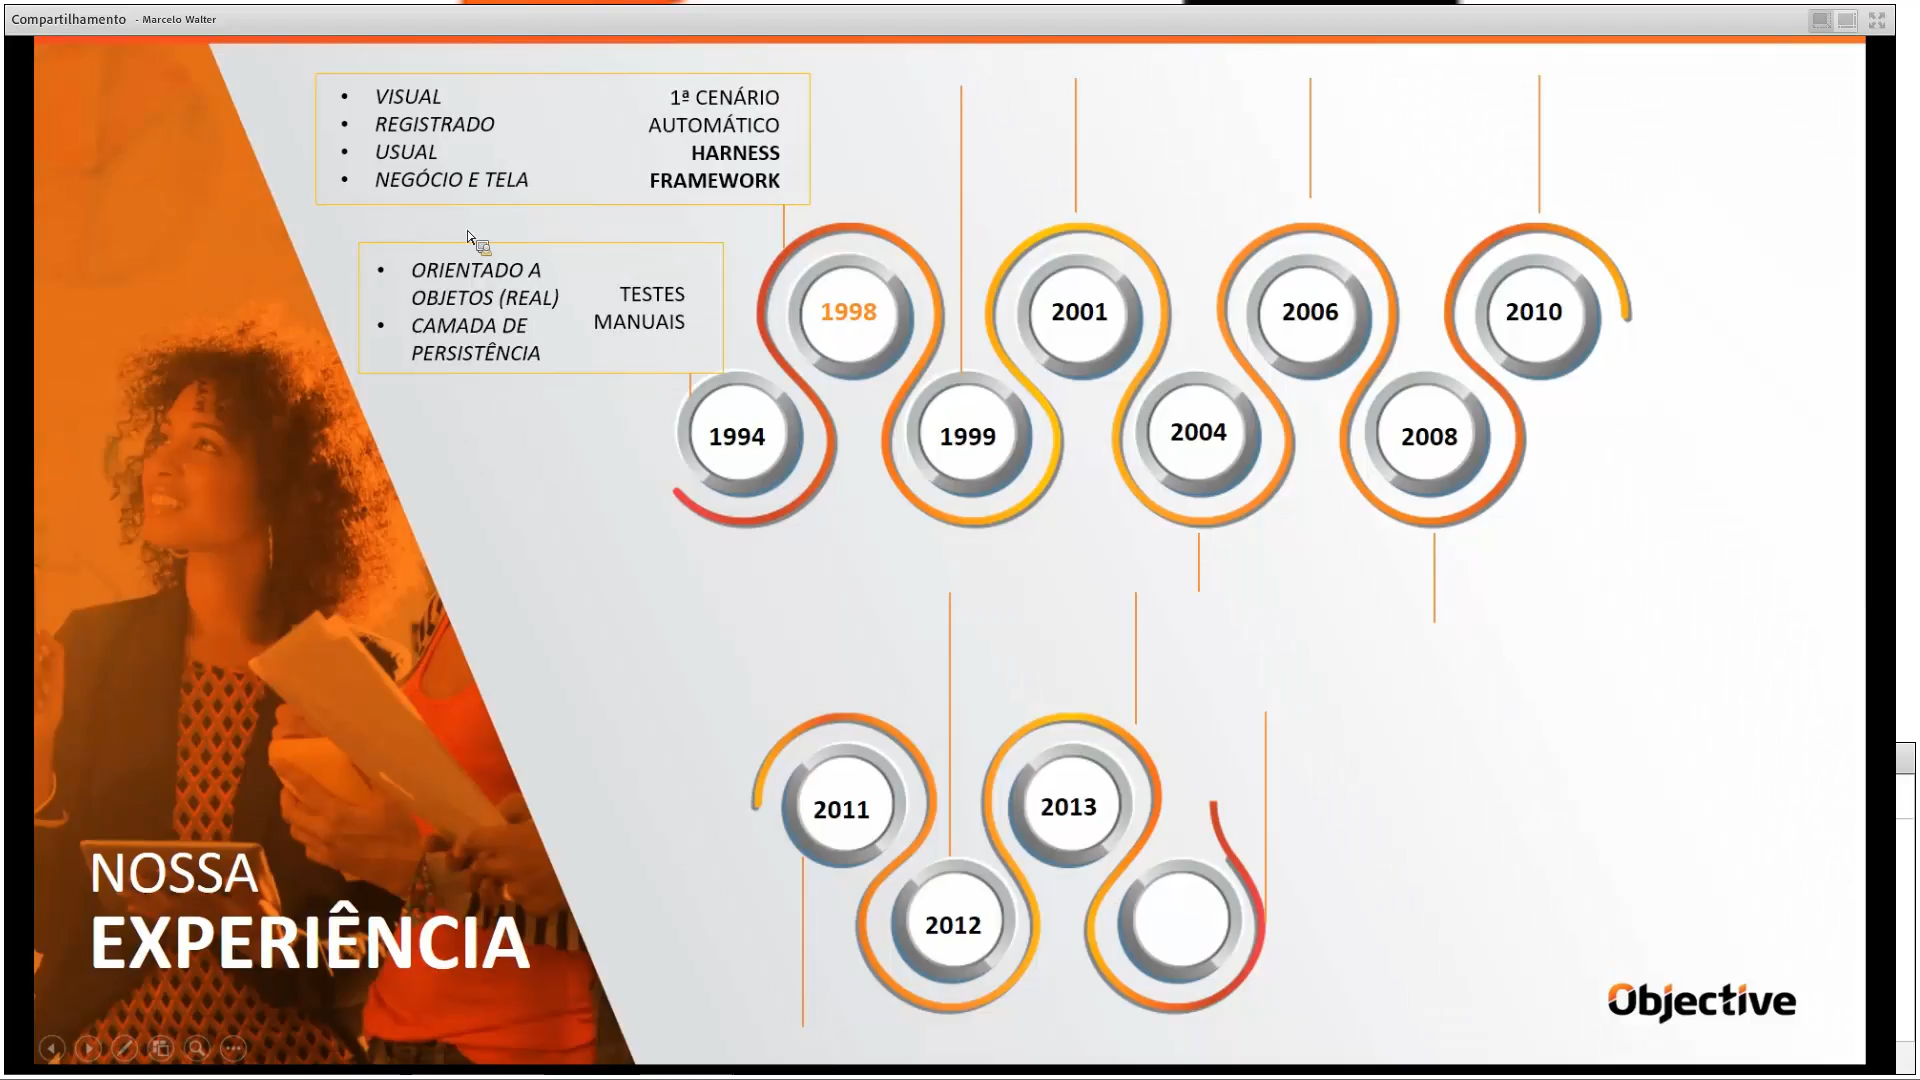 Compartilhamento - Marcelo Walter
• VISUAL
• REGISTRADO
• USUAL
• NEGÓCIO E TELA
1ª CENÁRIO
AUTOMÁTICO
HARNESS
FRAMEWORK
• ORIENTADO A
OBJETOS (REAL)
• CAMADA DE
PERSISTÊNCIA
TESTES
MANUAIS
1998
2001
2006
2010
1994
1999
2004
2008
2011
2013
2012
NOSSA
EXPERIÊNCIA
Objective